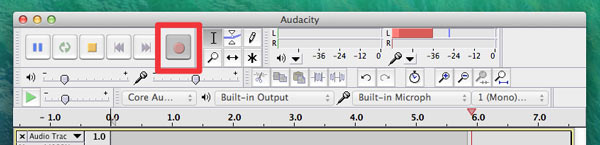 Audacity
L
R
-36 -24 -12 0
L
R
-36 -24 -12 0
- +
- +
- +
Core Au... Built-in Output Built-in Microph 1 (Mono)...
-1.0 0.0 1.0 2.0 3.0 4.0 5.0 6.0 7.0
× Audio Trac ▼ 1.0